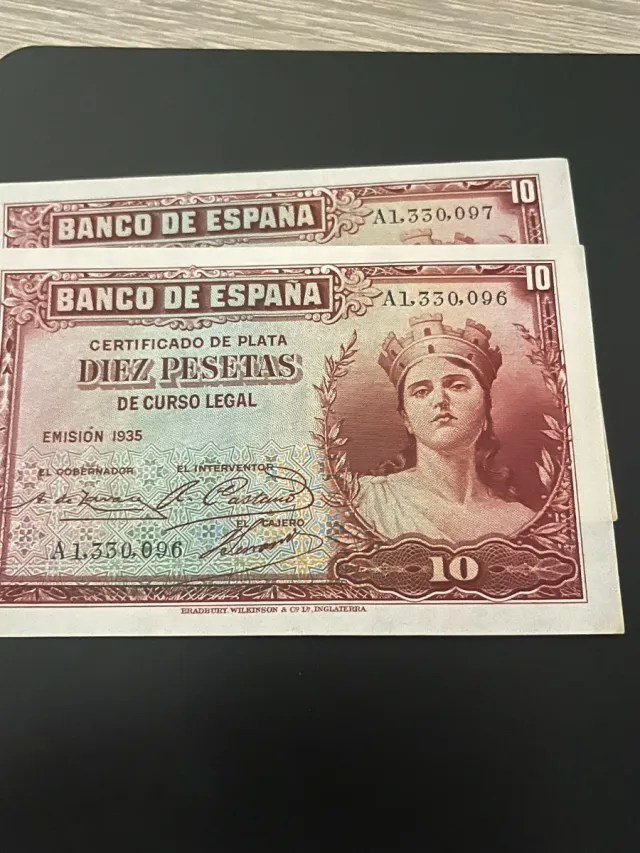 10
BANCO DE ESPAÑA
A1.330,097
10
BANCO DE ESPAÑA
A1.330,096
CERTIFICADO DE PLATA
DIEZ PESETAS
DE CURSO LEGAL
EMISIÓN 1935
EL GOBERNADOR EL INTERVENTOR
EL CAJERO
A1.330,096
10
BRADBURY, WILKINSON & Cº Lᵈ, INGLATERRA